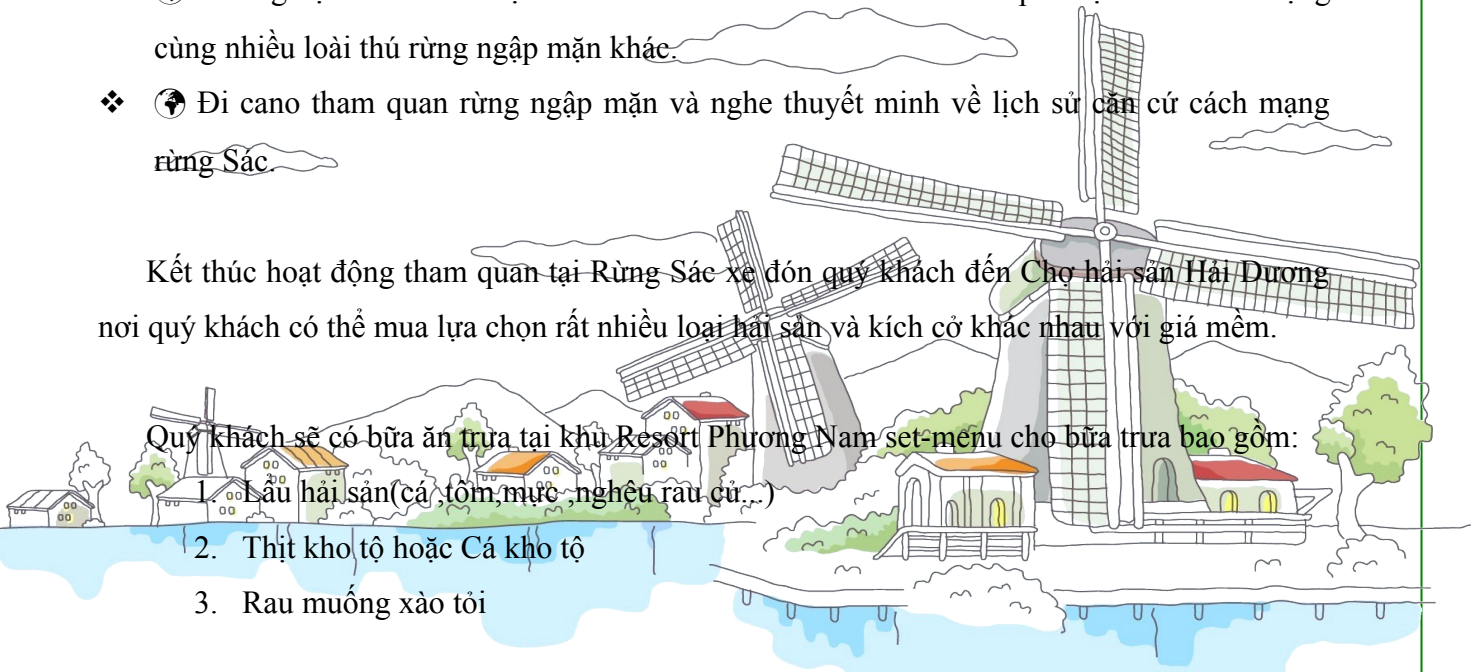 cùng nhiều loài thú rừng ngập mặn khác.
❖ Đi cano tham quan rừng ngập mặn và nghe thuyết minh về lịch sử căn cứ cách mạng
rừng Sác.
Kết thúc hoạt động tham quan tại Rừng Sác xe đón quý khách đến Chợ hải sản Hải Dương
nơi quý khách có thể mua lựa chọn rất nhiều loại hải sản và kích cở khác nhau với giá mềm.
Quý khách sẽ có bữa ăn trưa tại khu Resort Phương Nam set-menu cho bữa trưa bao gồm:
1. Lẩu hải sản(cá ,tôm,mực ,nghêu rau củ...)
2. Thịt kho tộ hoặc Cá kho tộ
3. Rau muống xào tỏi